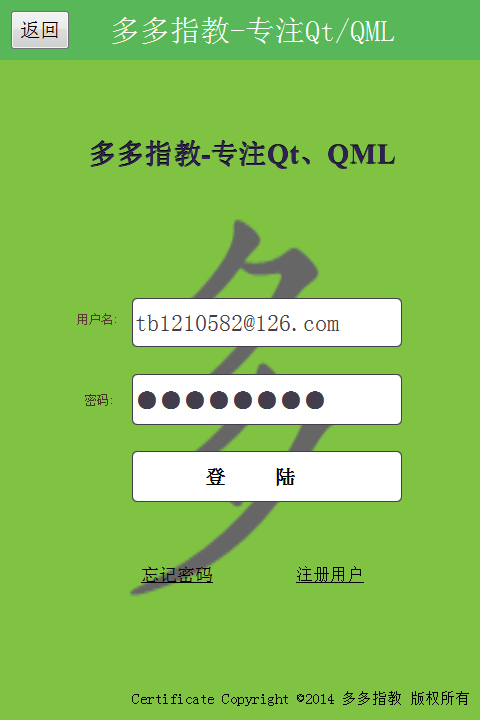 返回
多多指教-专注Qt/QML
多多指教-专注Qt、QML
多
用户名:
tb1210582@126.com
密码:
●●●●●●●●
登 陆
忘记密码 注册用户
Certificate Copyright ©2014 多多指教 版权所有